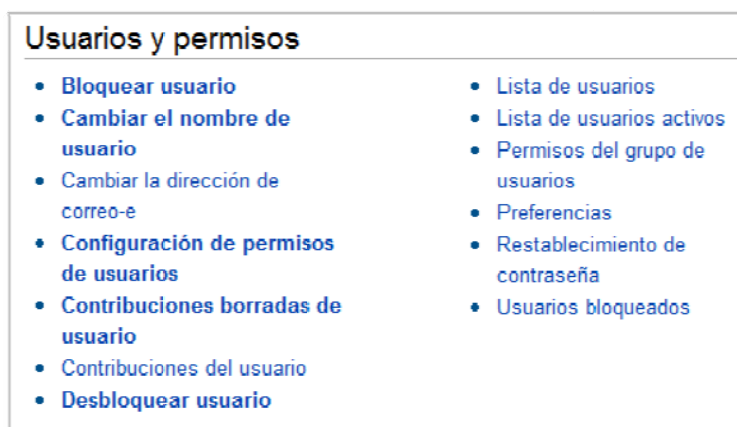 Usuarios y permisos
Bloquear usuario
Cambiar el nombre de
usuario
Cambiar la dirección de
correo-e
Configuración de permisos
de usuarios
Contribuciones borradas de
usuario
Contribuciones del usuario
Desbloquear usuario
Lista de usuarios
Lista de usuarios activos
Permisos del grupo de
usuarios
Preferencias
Restablecimiento de
contraseña
Usuarios bloqueados